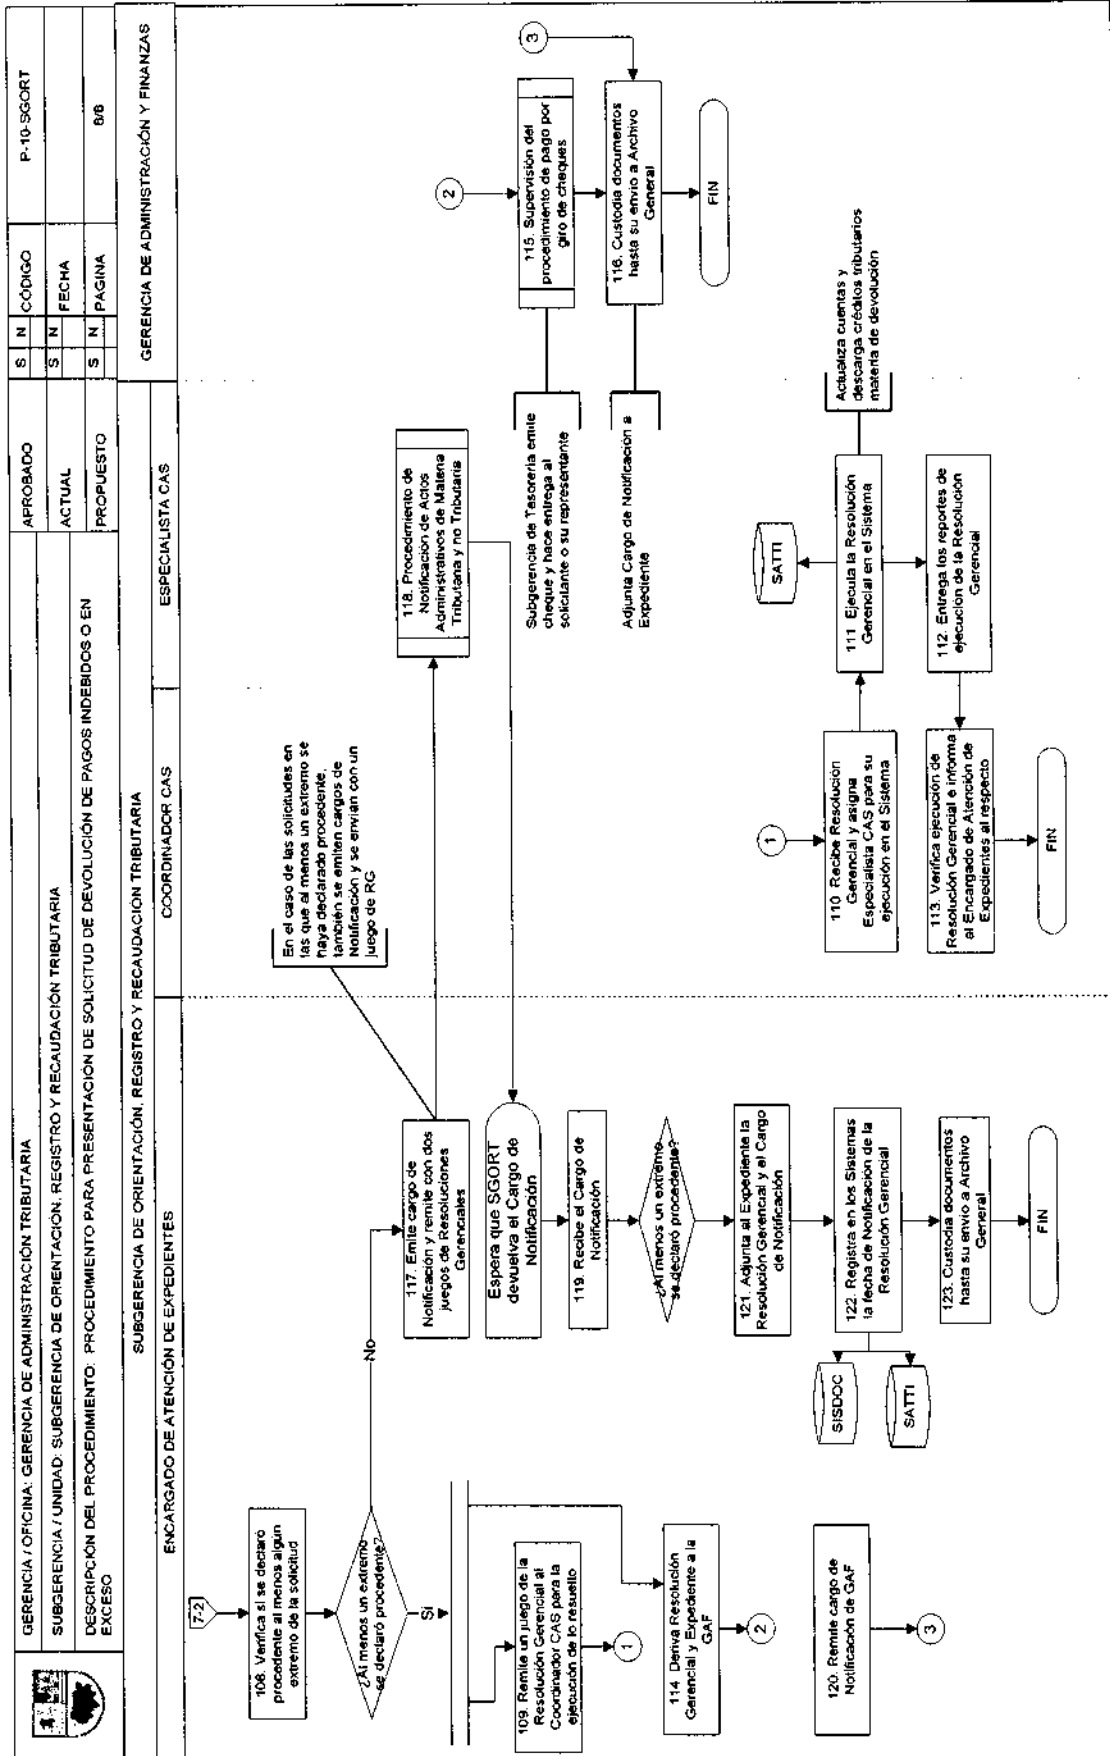 GERENCIA / OFICINA: GERENCIA DE ADMINISTRACIÓN TRIBUTARIA
APROBADO
S N
CÓDIGO
P-10-SGORT
SUBGERENCIA / UNIDAD: SUBGERENCIA DE ORIENTACIÓN, REGISTRO Y RECAUDACIÓN TRIBUTARIA
ACTUAL
S N
FECHA
DESCRIPCIÓN DEL PROCEDIMIENTO: PROCEDIMIENTO PARA PRESENTACIÓN DE SOLICITUD DE DEVOLUCIÓN DE PAGOS INDEBIDOS O EN
EXCESO
PROPUESTO
S N
PAGINA
8/8
SUBGERENCIA DE ORIENTACIÓN, REGISTRO Y RECAUDACIÓN TRIBUTARIA
GERENCIA DE ADMINISTRACIÓN Y FINANZAS
ENCARGADO DE ATENCIÓN DE EXPEDIENTES
COORDINADOR CAS
ESPECIALISTA CAS
7-2
108. Verifica si se declaró
procedente al menos algún
extremo de la solicitud
¿Al menos un extremo
se declaró procedente?
No
Sí
109. Remite un juego de la
Resolución Gerencial al
Coordinador CAS para la
ejecución de lo resuelto
1
114 Deriva Resolución
Gerencial y Expediente a la
GAF
2
120. Remite cargo de
Notificación de GAF
3
117. Emite cargo de
Notificación y remite con dos
juegos de Resoluciones
Gerenciales
En el caso de las solicitudes en
las que al menos un extremo se
haya declarado procedente,
también se emiten cargos de
Notificación y se envían con un
juego de RG
118. Procedimiento de
Notificación de Actos
Administrativos de Materia
Tributaria y no Tributaria
Espera que SGORT
devuelva el Cargo de
Notificación
119. Recibe el Cargo de
Notificación
¿Al menos un extremo
se declaró procedente?
121. Adjunta al Expediente la
Resolución Gerencial y el Cargo
de Notificación
122. Registra en los Sistemas
la fecha de Notificación de la
Resolución Gerencial
SISDOC
SATTI
123. Custodia documentos
hasta su envío a Archivo
General
FIN
1
110 Recibe Resolución
Gerencial y asigna
Especialista CAS para su
ejecución en el Sistema
SATTI
111 Ejecuta la Resolución
Gerencial en el Sistema
Actualiza cuentas y
descarga créditos tributarios
materia de devolución
112. Entrega los reportes de
ejecución de la Resolución
Gerencial
113. Verifica ejecución de
Resolución Gerencial e informa
al Encargado de Atención de
Expedientes al respecto
FIN
2
115. Supervisión del
procedimiento de pago por
giro de cheques
Subgerencia de Tesorería emite
cheque y hace entrega al
solicitante o su representante
3
116. Custodia documentos
hasta su envío a Archivo
General
Adjunta Cargo de Notificación a
Expediente
FIN